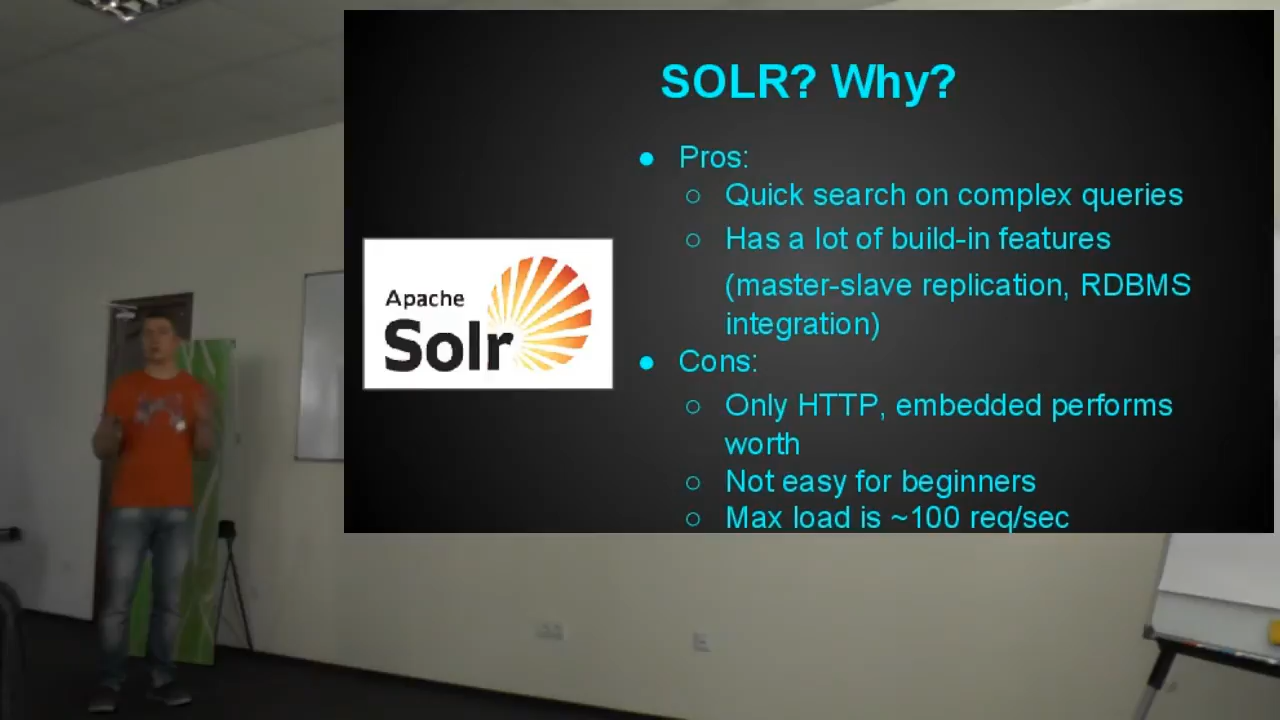 SOLR? Why?
● Pros:
○ Quick search on complex queries
○ Has a lot of build-in features
(master-slave replication, RDBMS
integration)
Apache
Solr
● Cons:
○ Only HTTP, embedded performs
worth
○ Not easy for beginners
○ Max load is ~100 req/sec